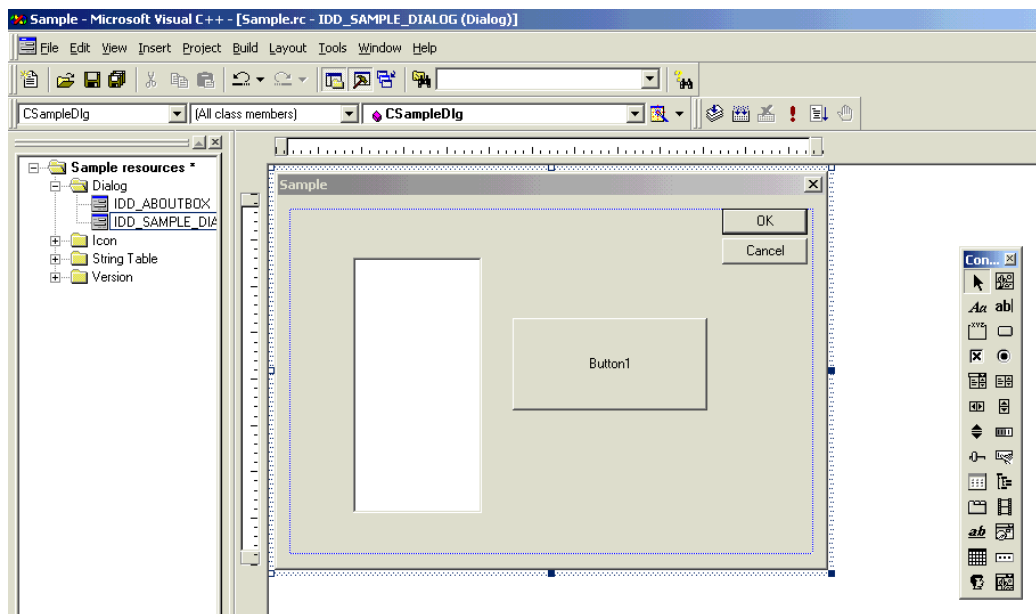 Sample - Microsoft Visual C++ - [Sample.rc - IDD_SAMPLE_DIALOG (Dialog)]
File Edit View Insert Project Build Layout Tools Window Help
CSampleDlg (All class members) CSampleDlg
Sample resources *
Dialog
IDD_ABOUTBOX
IDD_SAMPLE_DIA
Icon
String Table
Version
Sample
OK
Cancel
Button1
Con...
Aa ab|
XYZ
ab